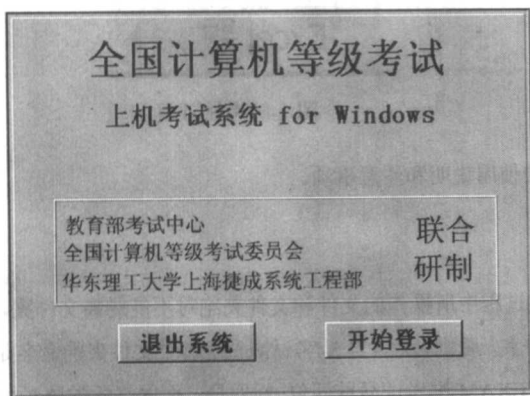 全国计算机等级考试
上机考试系统 for Windows
教育部考试中心
全国计算机等级考试委员会
华东理工大学上海捷成系统工程部
联合
研制
退出系统
开始登录